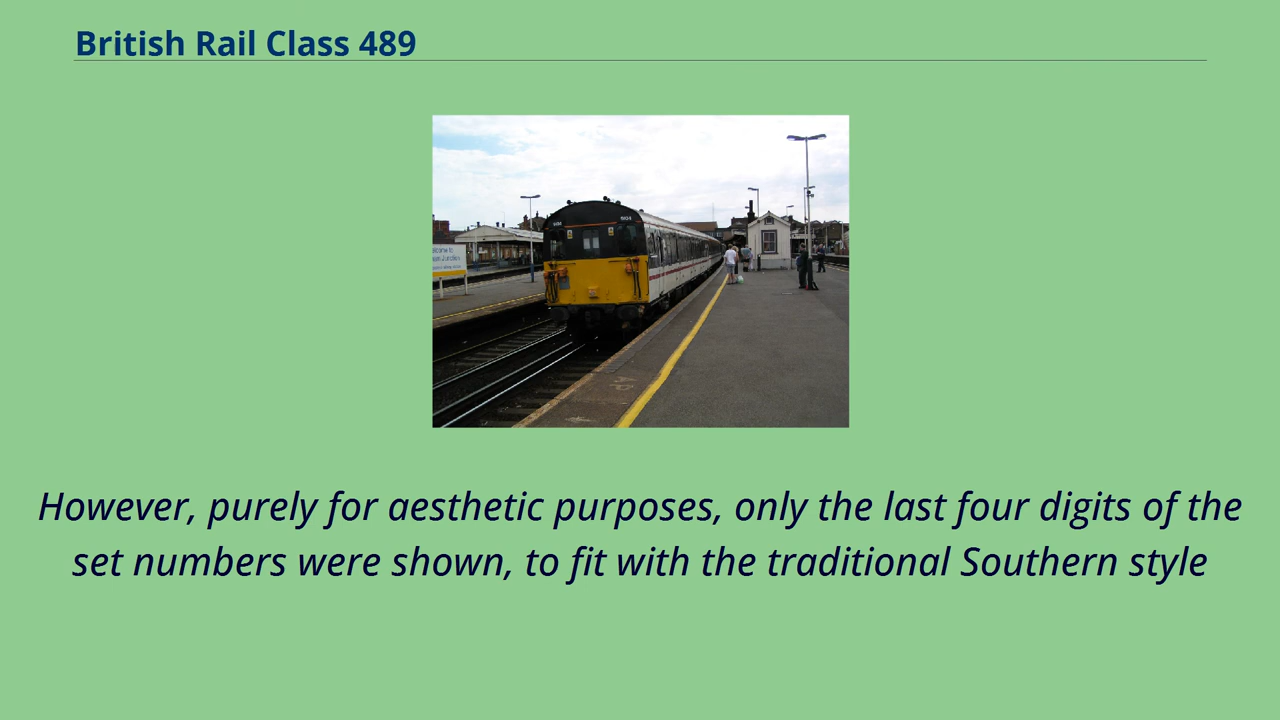 British Rail Class 489
However, purely for aesthetic purposes, only the last four digits of the
set numbers were shown, to fit with the traditional Southern style